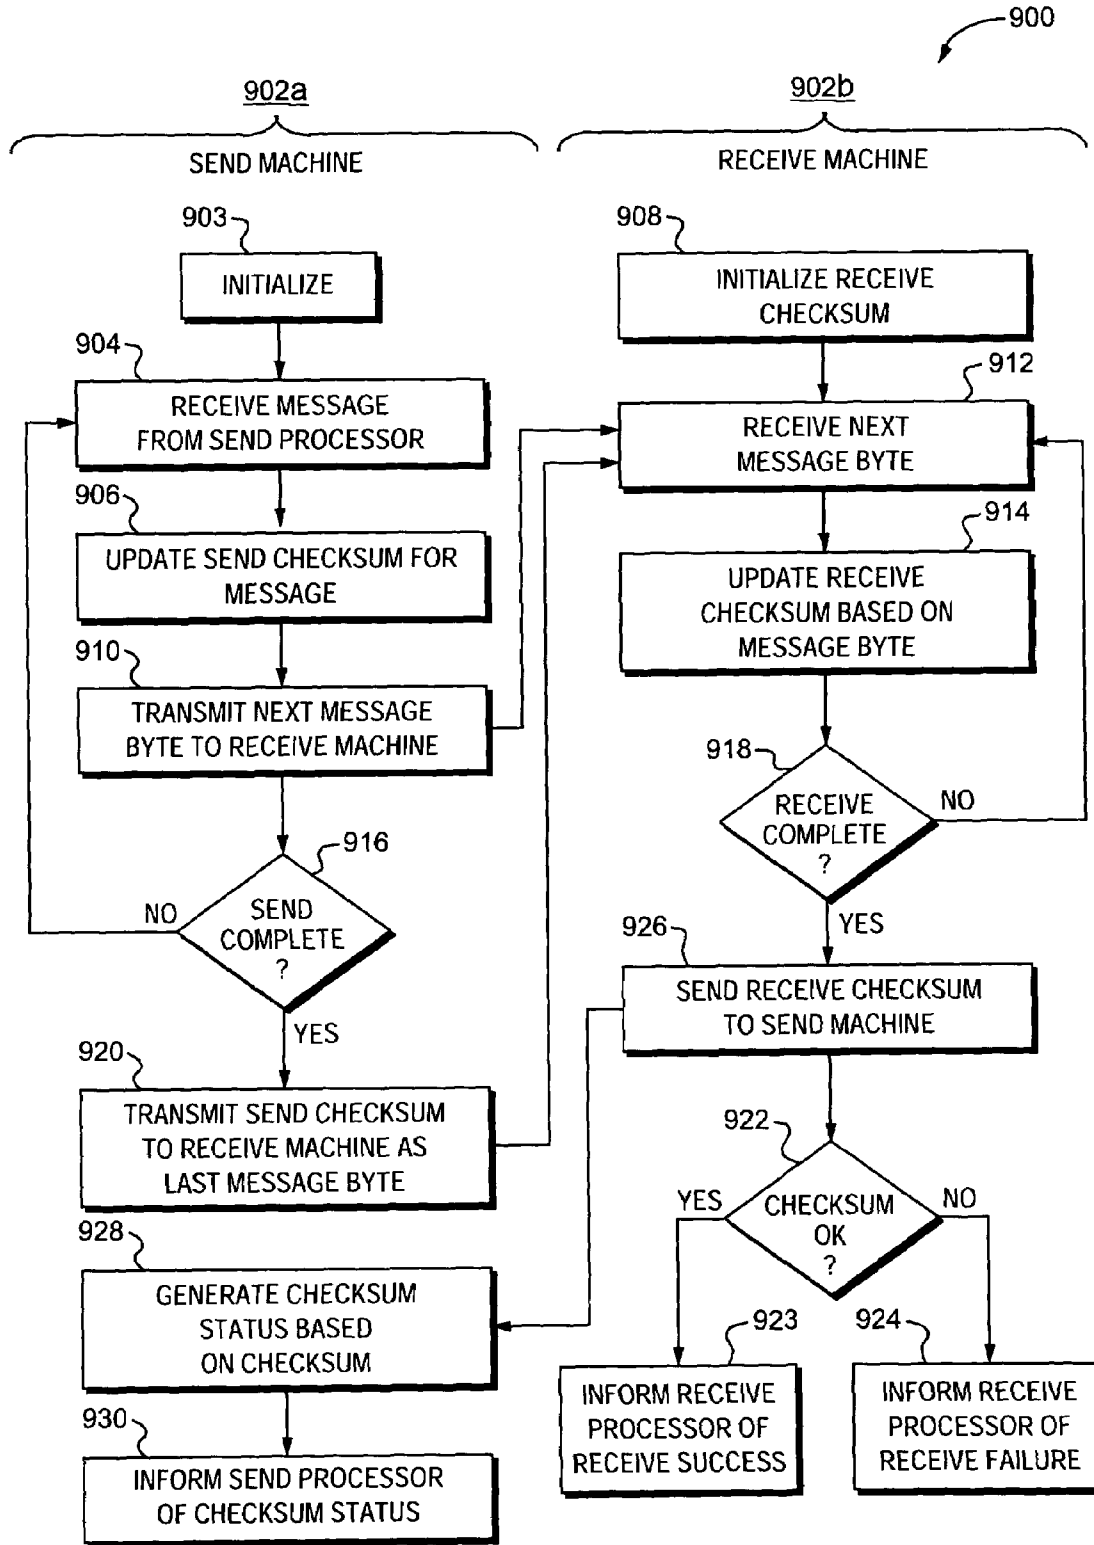 900
902a
SEND MACHINE
903
INITIALIZE
904
RECEIVE MESSAGE
FROM SEND PROCESSOR
906
UPDATE SEND CHECKSUM FOR
MESSAGE
910
TRANSMIT NEXT MESSAGE
BYTE TO RECEIVE MACHINE
916
NO
SEND
COMPLETE
?
YES
920
TRANSMIT SEND CHECKSUM
TO RECEIVE MACHINE AS
LAST MESSAGE BYTE
928
GENERATE CHECKSUM
STATUS BASED
ON CHECKSUM
930
INFORM SEND PROCESSOR
OF CHECKSUM STATUS
902b
RECEIVE MACHINE
908
INITIALIZE RECEIVE
CHECKSUM
912
RECEIVE NEXT
MESSAGE BYTE
914
UPDATE RECEIVE
CHECKSUM BASED ON
MESSAGE BYTE
918
RECEIVE
COMPLETE
?
NO
YES
926
SEND RECEIVE CHECKSUM
TO SEND MACHINE
922
YES
CHECKSUM
OK
?
NO
923
INFORM RECEIVE
PROCESSOR OF
RECEIVE SUCCESS
924
INFORM RECEIVE
PROCESSOR OF
RECEIVE FAILURE